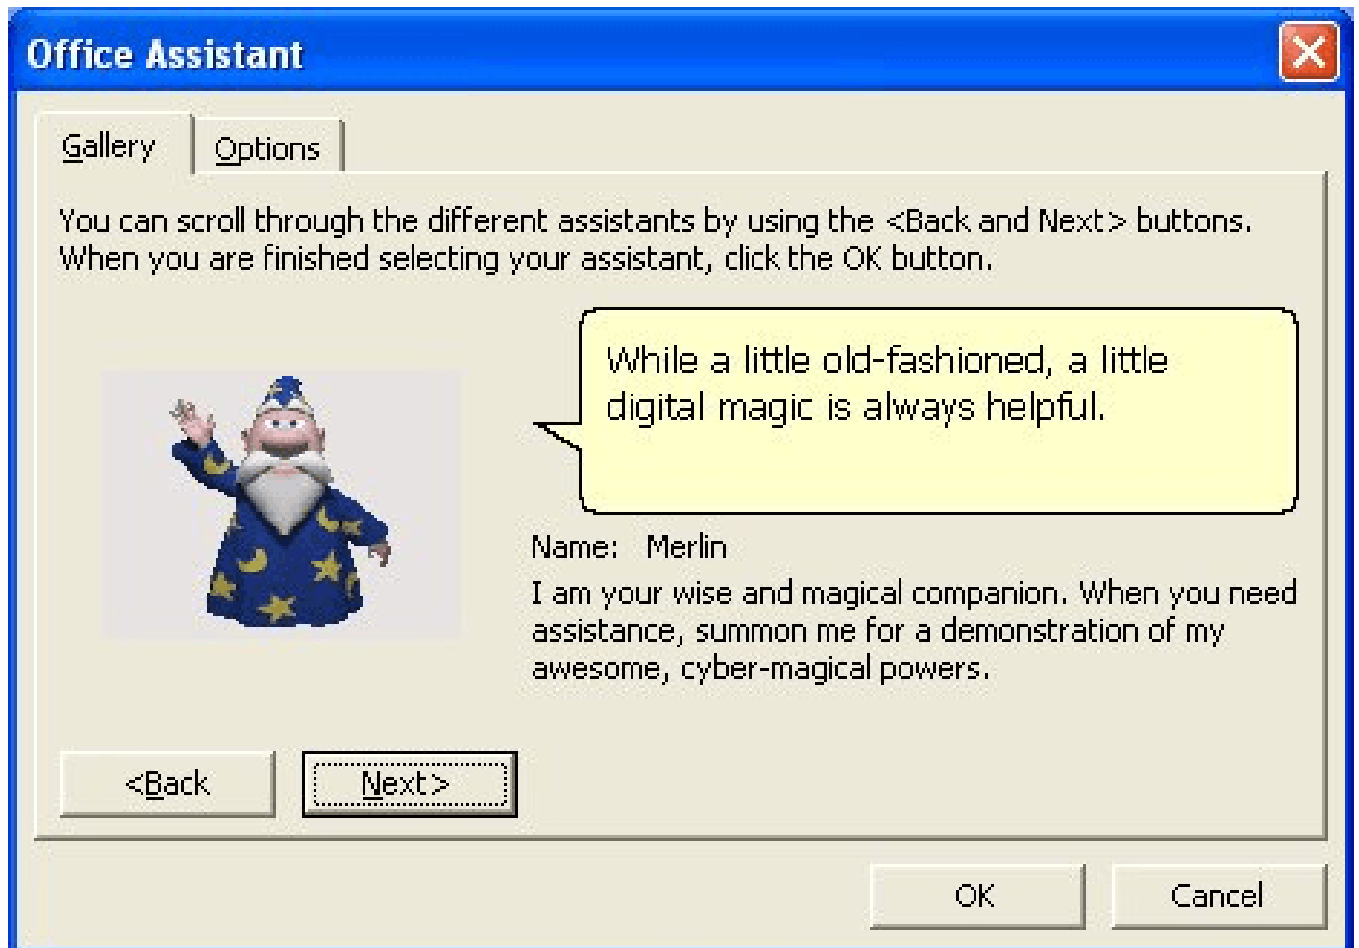 Office Assistant
Gallery
Options
You can scroll through the different assistants by using the <Back and Next> buttons.
When you are finished selecting your assistant, click the OK button.
While a little old-fashioned, a little
digital magic is always helpful.
Name: Merlin
I am your wise and magical companion. When you need
assistance, summon me for a demonstration of my
awesome, cyber-magical powers.
<Back
Next>
OK
Cancel